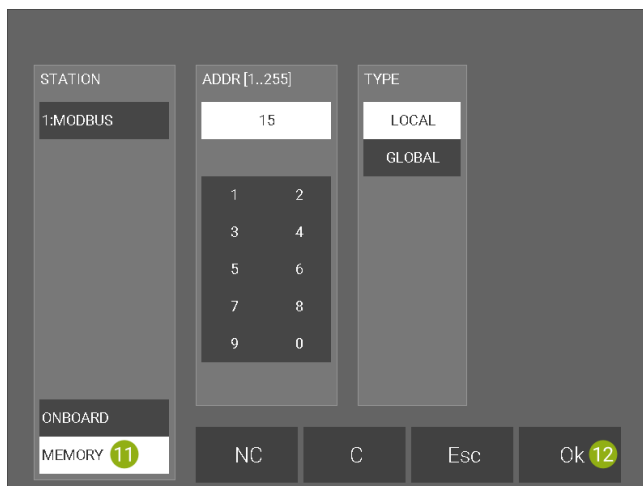 STATION
1:MODBUS
ONBOARD
MEMORY 11
ADDR [1..255]
15
1 2
3 4
5 6
7 8
9 0
TYPE
LOCAL
GLOBAL
NC C Esc Ok 12